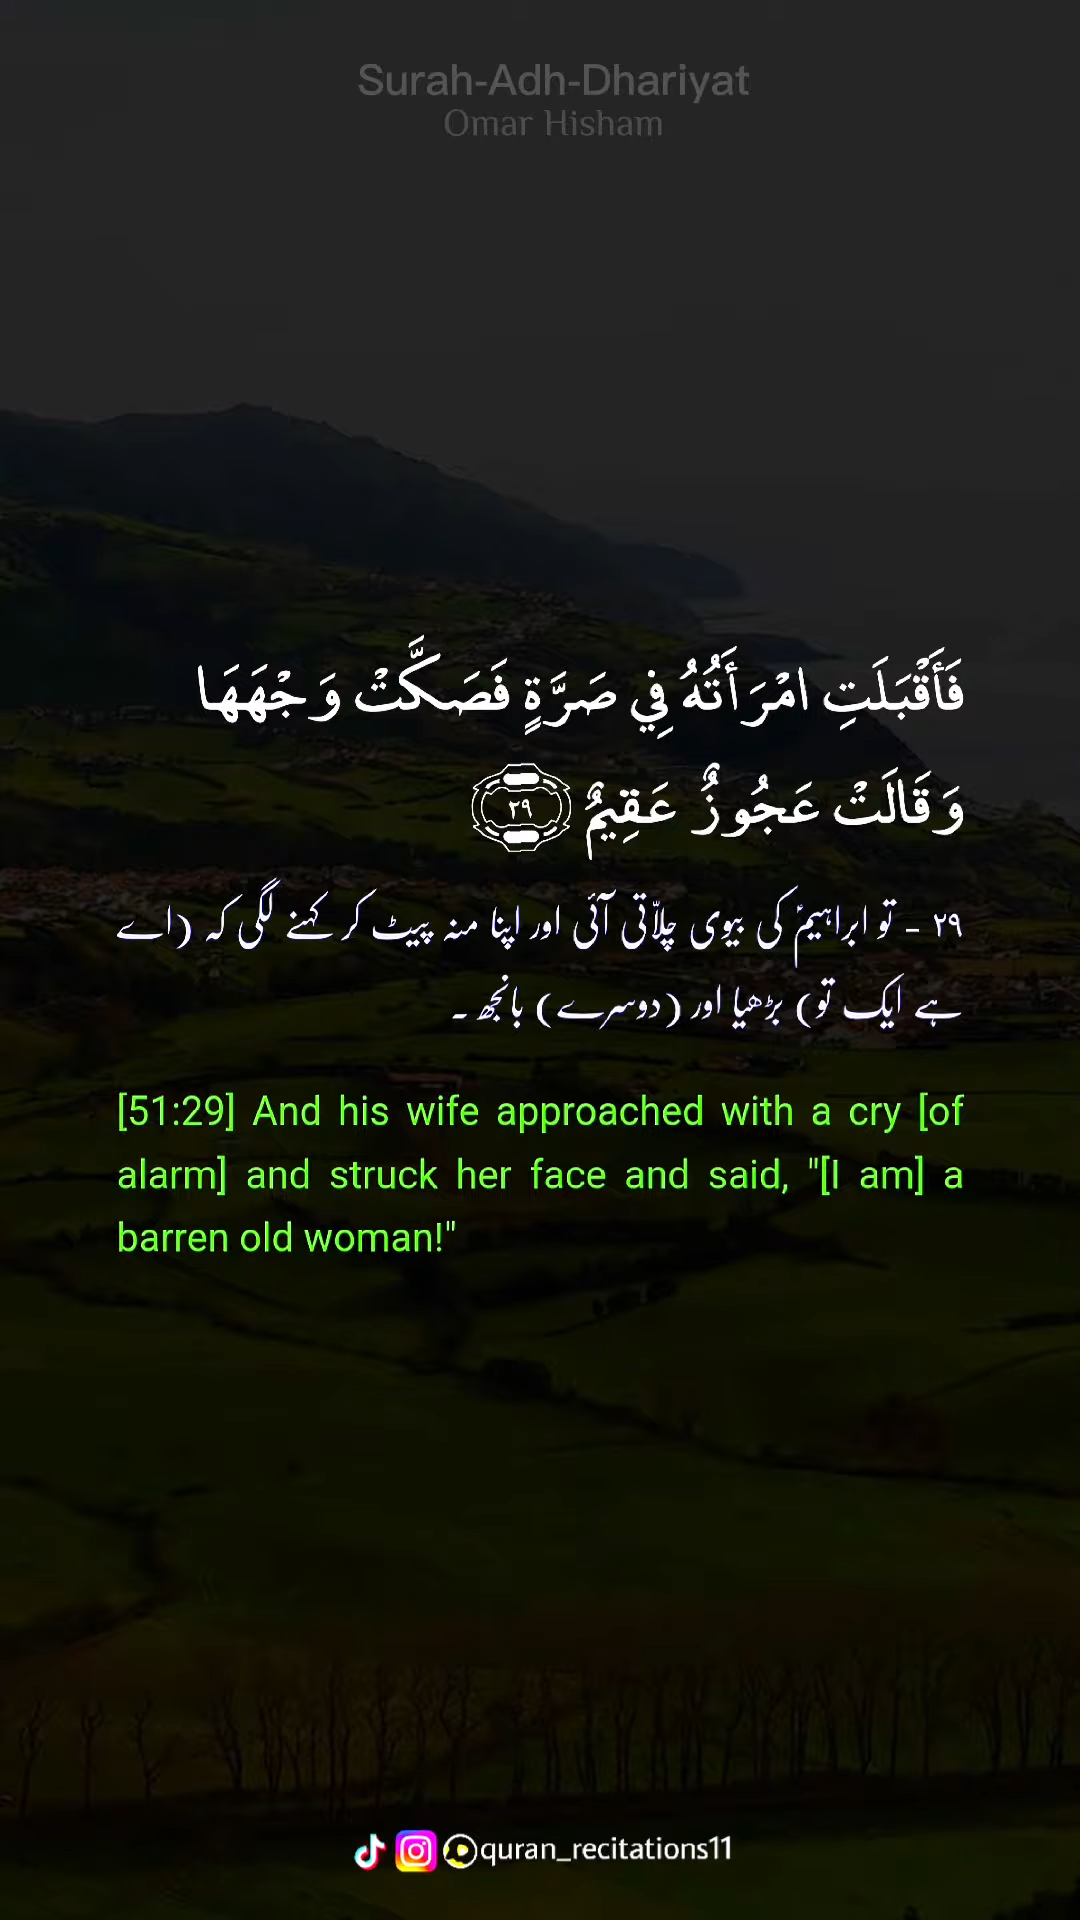 Surah-Adh-Dhariyat
Omar Hisham
فَأَقْبَلَتِ امْرَأَتُهُ فِي صَرَّةٍ فَصَكَّتْ وَجْهَهَا
وَقَالَتْ عَجُوزٌ عَقِيمٌ ٢٩
٢٩ - تو ابراہیمؑ کی بیوی چلاّتی آئی اور اپنا منہ پیٹ کر کہنے لگی کہ (اے
ہے ایک تو) بڑھیا اور (دوسرے) بانجھ۔
[51:29] And his wife approached with a cry [of
alarm] and struck her face and said, "[I am] a
barren old woman!"
quran_recitations11